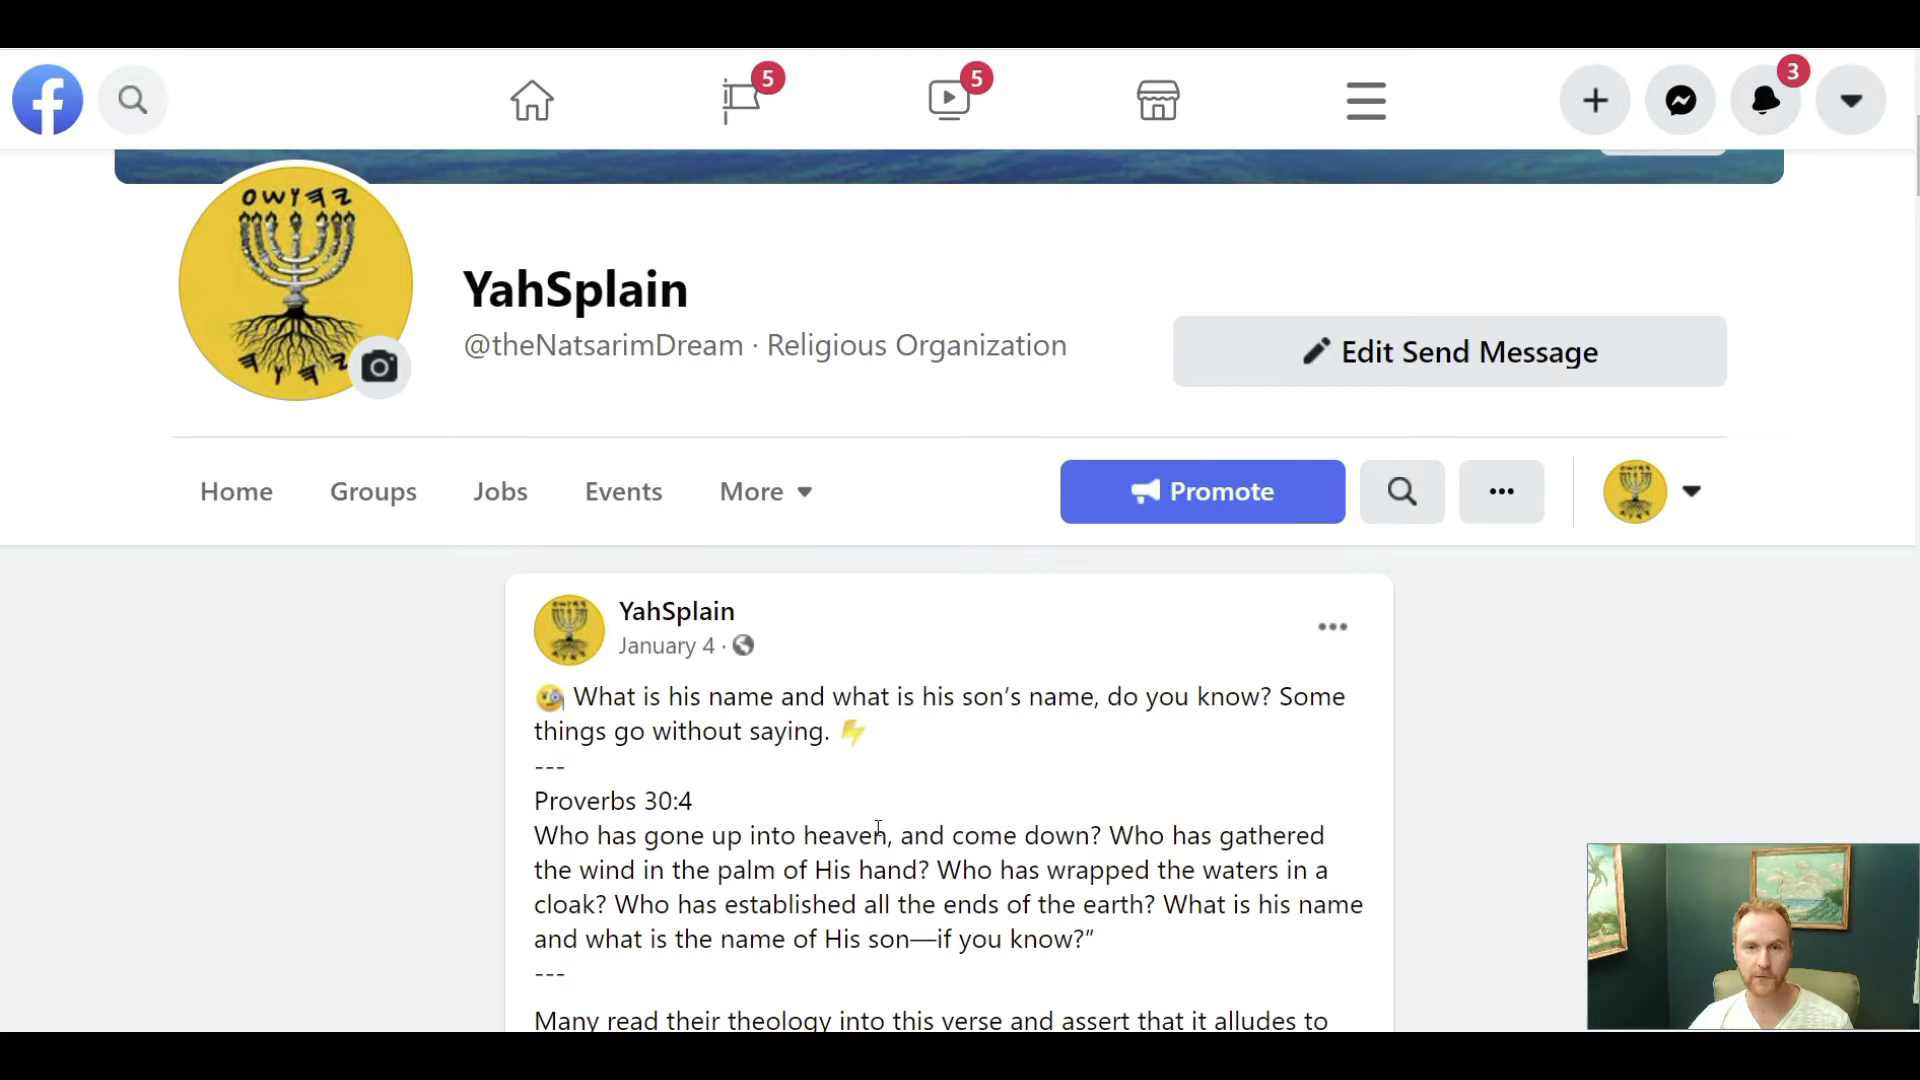 5
5
3
YahSplain
@theNatsarimDream · Religious Organization
Edit Send Message
Home
Groups
Jobs
Events
More
Promote
YahSplain
January 4 ·
What is his name and what is his son’s name, do you know? Some
things go without saying.
---
Proverbs 30:4
Who has gone up into heaven, and come down? Who has gathered
the wind in the palm of His hand? Who has wrapped the waters in a
cloak? Who has established all the ends of the earth? What is his name
and what is the name of His son—if you know?”
---
Many read their theology into this verse and assert that it alludes to